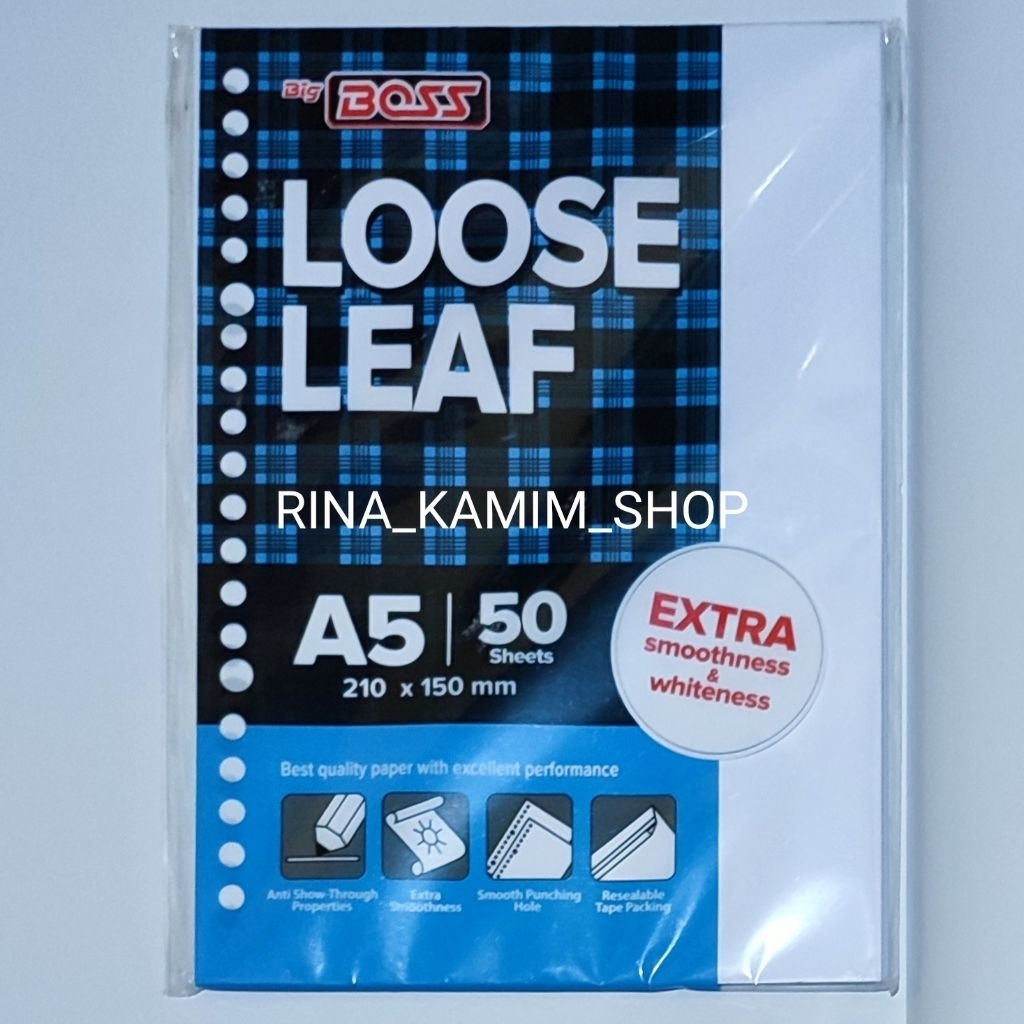 Big BOSS
LOOSE
LEAF
RINA_KAMIM_SHOP
A5 | 50
Sheets
210 x 150 mm
EXTRA
smoothness
&
whiteness
Best quality paper with excellent performance
Anti Show-Through
Properties
Extra
Smoothness
Smooth Punching
Hole
Resealable
Tape Packing